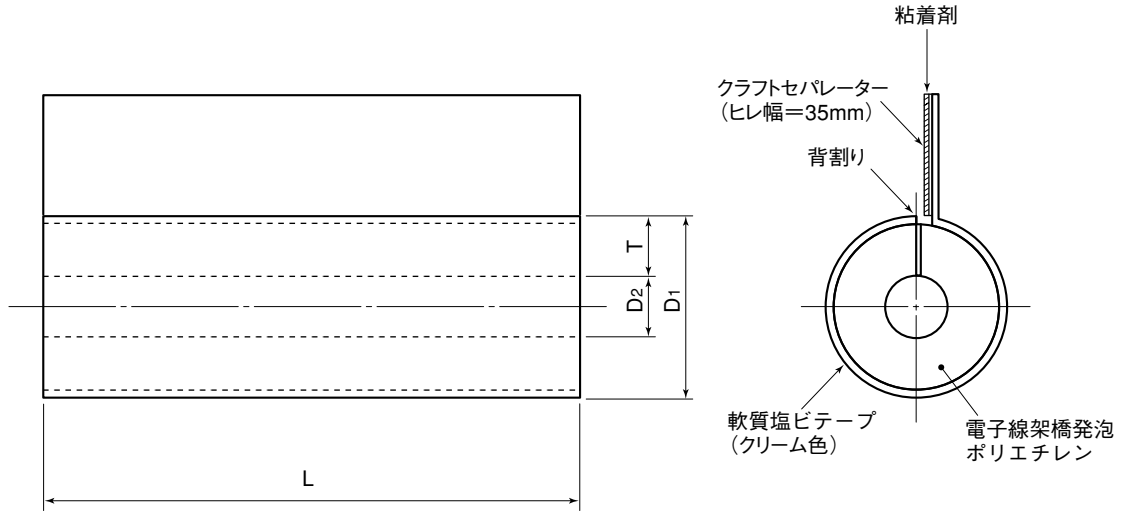 粘着剤
クラフトセパレーター
（ヒレ幅＝35mm）
背割り
T
D2
D1
L
軟質塩ビテープ
（クリーム色）
電子線架橋発泡
ポリエチレン